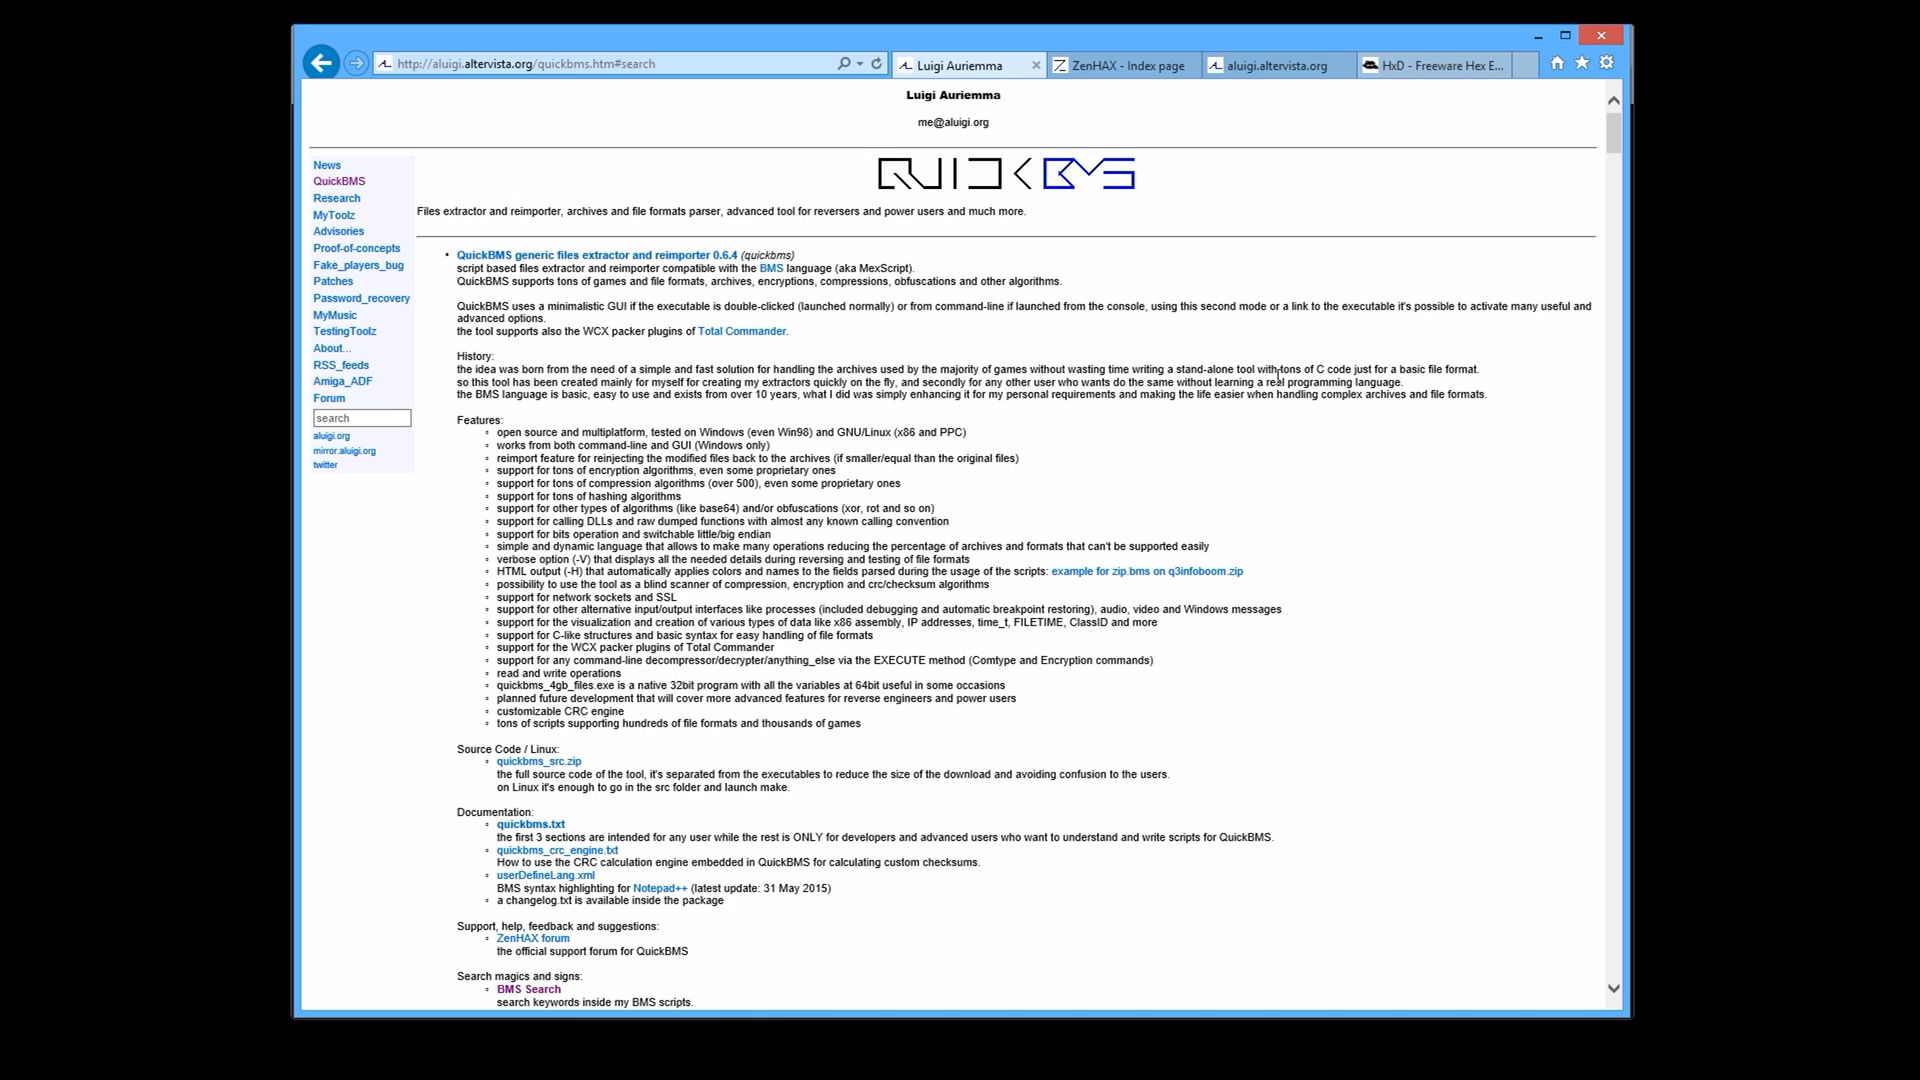 http://aluigi.altervista.org/quickbms.htm#search
Luigi Auriemma
ZenHAX - Index page
aluigi.altervista.org
HxD - Freeware Hex E...
Luigi Auriemma
me@aluigi.org
News
QuickBMS
Research
MyToolz
Advisories
Proof-of-concepts
Fake_players_bug
Patches
Password_recovery
MyMusic
TestingToolz
About...
RSS_feeds
Amiga_ADF
Forum
search
aluigi.org
mirror.aluigi.org
twitter
QUICKBMS
Files extractor and reimporter, archives and file formats parser, advanced tool for reversers and power users and much more.
• QuickBMS generic files extractor and reimporter 0.6.4 (quickbms)
script based files extractor and reimporter compatible with the BMS language (aka MexScript).
QuickBMS supports tons of games and file formats, archives, encryptions, compressions, obfuscations and other algorithms.
QuickBMS uses a minimalistic GUI if the executable is double-clicked (launched normally) or from command-line if launched from the console, using this second mode or a link to the executable it's possible to activate many useful and
advanced options.
the tool supports also the WCX packer plugins of Total Commander.
History:
the idea was born from the need of a simple and fast solution for handling the archives used by the majority of games without wasting time writing a stand-alone tool with tons of C code just for a basic file format.
so this tool has been created mainly for myself for creating my extractors quickly on the fly, and secondly for any other user who wants do the same without learning a real programming language.
the BMS language is basic, easy to use and exists from over 10 years, what I did was simply enhancing it for my personal requirements and making the life easier when handling complex archives and file formats.
Features:
◦ open source and multiplatform, tested on Windows (even Win98) and GNU/Linux (x86 and PPC)
◦ works from both command-line and GUI (Windows only)
◦ reimport feature for reinjecting the modified files back to the archives (if smaller/equal than the original files)
◦ support for tons of encryption algorithms, even some proprietary ones
◦ support for tons of compression algorithms (over 500), even some proprietary ones
◦ support for tons of hashing algorithms
◦ support for other types of algorithms (like base64) and/or obfuscations (xor, rot and so on)
◦ support for calling DLLs and raw dumped functions with almost any known calling convention
◦ support for bits operation and switchable little/big endian
◦ simple and dynamic language that allows to make many operations reducing the percentage of archives and formats that can't be supported easily
◦ verbose option (-V) that displays all the needed details during reversing and testing of file formats
◦ HTML output (-H) that automatically applies colors and names to the fields parsed during the usage of the scripts: example for zip.bms on q3infoboom.zip
◦ possibility to use the tool as a blind scanner of compression, encryption and crc/checksum algorithms
◦ support for network sockets and SSL
◦ support for other alternative input/output interfaces like processes (included debugging and automatic breakpoint restoring), audio, video and Windows messages
◦ support for the visualization and creation of various types of data like x86 assembly, IP addresses, time_t, FILETIME, ClassID and more
◦ support for C-like structures and basic syntax for easy handling of file formats
◦ support for the WCX packer plugins of Total Commander
◦ support for any command-line decompressor/decrypter/anything_else via the EXECUTE method (Comtype and Encryption commands)
◦ read and write operations
◦ quickbms_4gb_files.exe is a native 32bit program with all the variables at 64bit useful in some occasions
◦ planned future development that will cover more advanced features for reverse engineers and power users
◦ customizable CRC engine
◦ tons of scripts supporting hundreds of file formats and thousands of games
Source Code / Linux:
◦ quickbms_src.zip
the full source code of the tool, it's separated from the executables to reduce the size of the download and avoiding confusion to the users.
on Linux it's enough to go in the src folder and launch make.
Documentation:
◦ quickbms.txt
the first 3 sections are intended for any user while the rest is ONLY for developers and advanced users who want to understand and write scripts for QuickBMS.
◦ quickbms_crc_engine.txt
How to use the CRC calculation engine embedded in QuickBMS for calculating custom checksums.
◦ userDefineLang.xml
BMS syntax highlighting for Notepad++ (latest update: 31 May 2015)
◦ a changelog.txt is available inside the package
Support, help, feedback and suggestions:
◦ ZenHAX forum
the official support forum for QuickBMS
Search magics and signs:
◦ BMS Search
search keywords inside my BMS scripts.